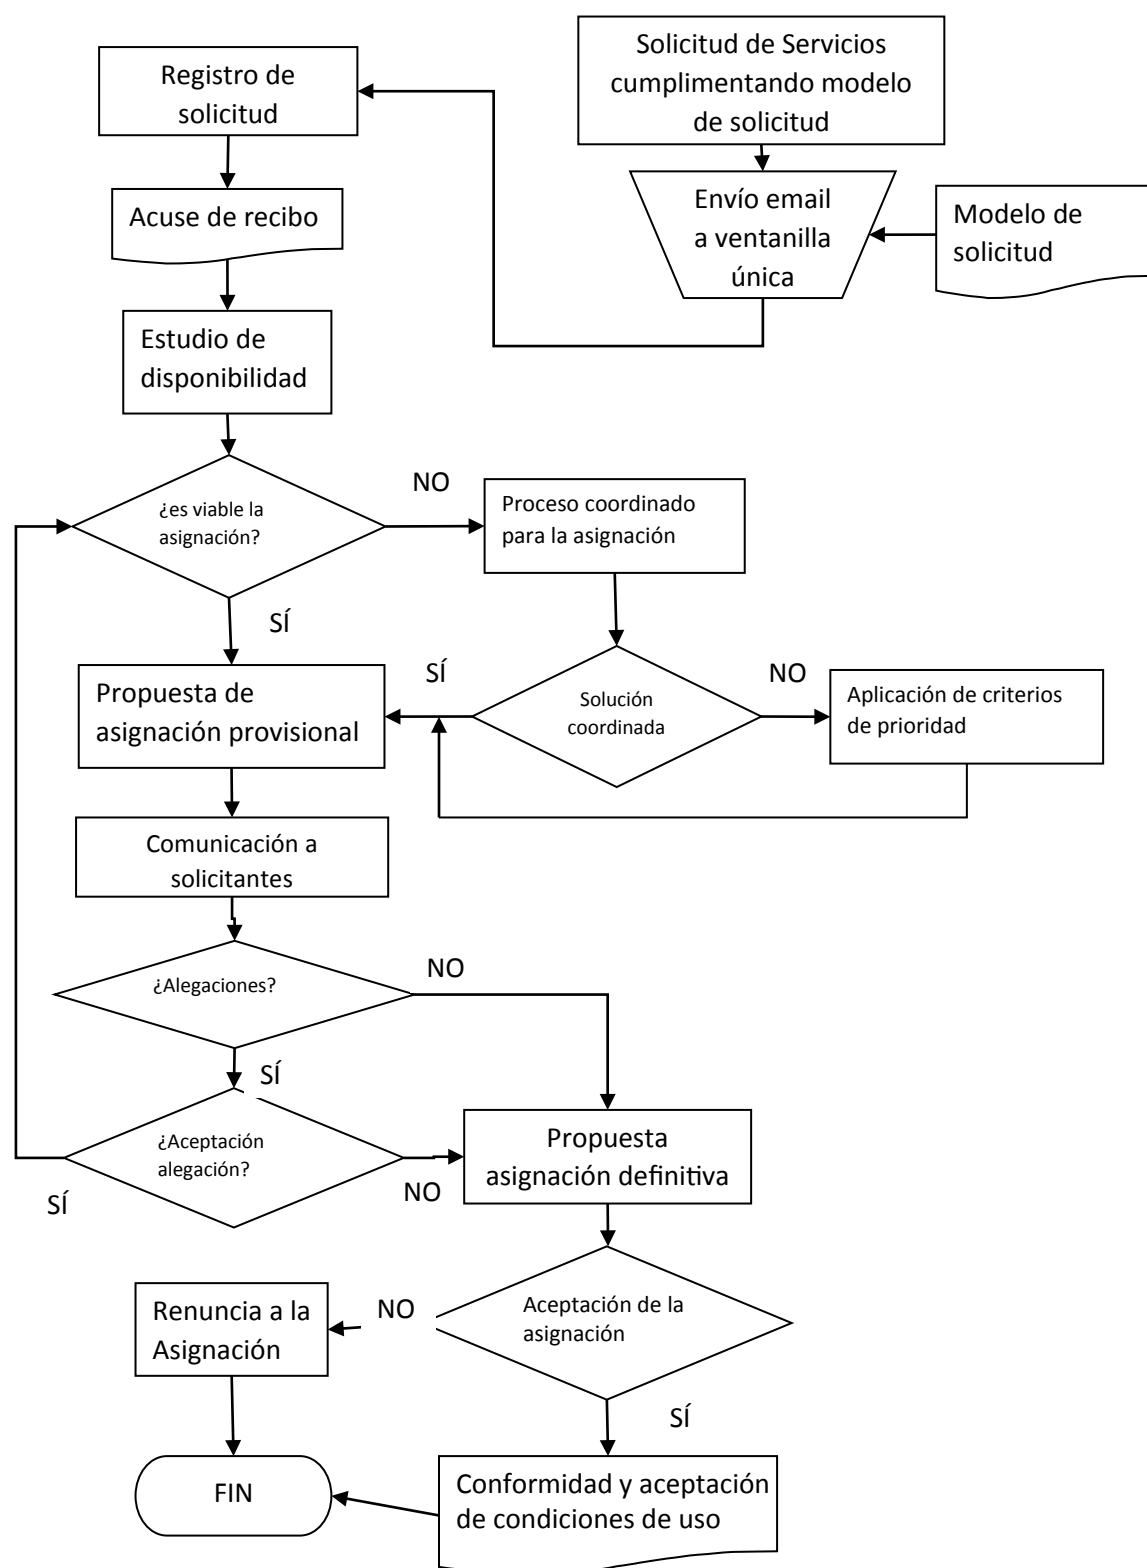 Solicitud de Servicios
cumplimentando modelo
de solicitud
Registro de
solicitud
Envío email
a ventanilla
única
Modelo de
solicitud
Acuse de recibo
Estudio de
disponibilidad
¿es viable la
asignación?
NO
Proceso coordinado
para la asignación
SÍ
Propuesta de
asignación provisional
SÍ
Solución
coordinada
NO
Aplicación de criterios
de prioridad
Comunicación a
solicitantes
¿Alegaciones?
NO
SÍ
¿Aceptación
alegación?
SÍ
NO
Propuesta
asignación definitiva
Renuncia a la
Asignación
NO
Aceptación de la
asignación
SÍ
FIN
Conformidad y aceptación
de condiciones de uso